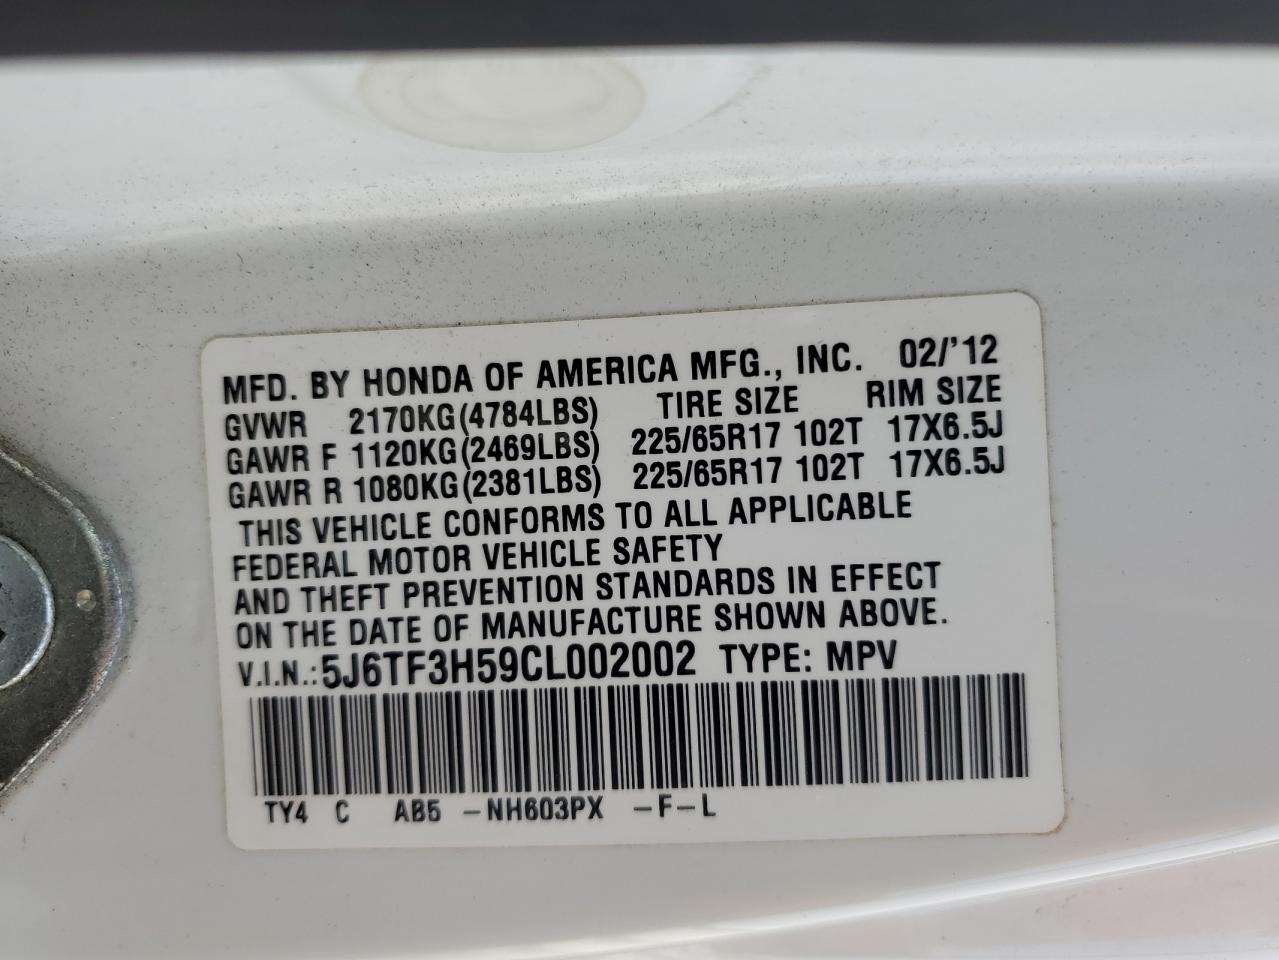 MFD. BY HONDA OF AMERICA MFG., INC. 02/'12
GVWR 2170KG(4784LBS) TIRE SIZE RIM SIZE
GAWR F 1120KG(2469LBS) 225/65R17 102T 17X6.5J
GAWR R 1080KG(2381LBS) 225/65R17 102T 17X6.5J
THIS VEHICLE CONFORMS TO ALL APPLICABLE
FEDERAL MOTOR VEHICLE SAFETY
AND THEFT PREVENTION STANDARDS IN EFFECT
ON THE DATE OF MANUFACTURE SHOWN ABOVE.
V.I.N.: 5J6TF3H59CL002002 TYPE: MPV
TY4 C AB5 -NH603PX -F-L